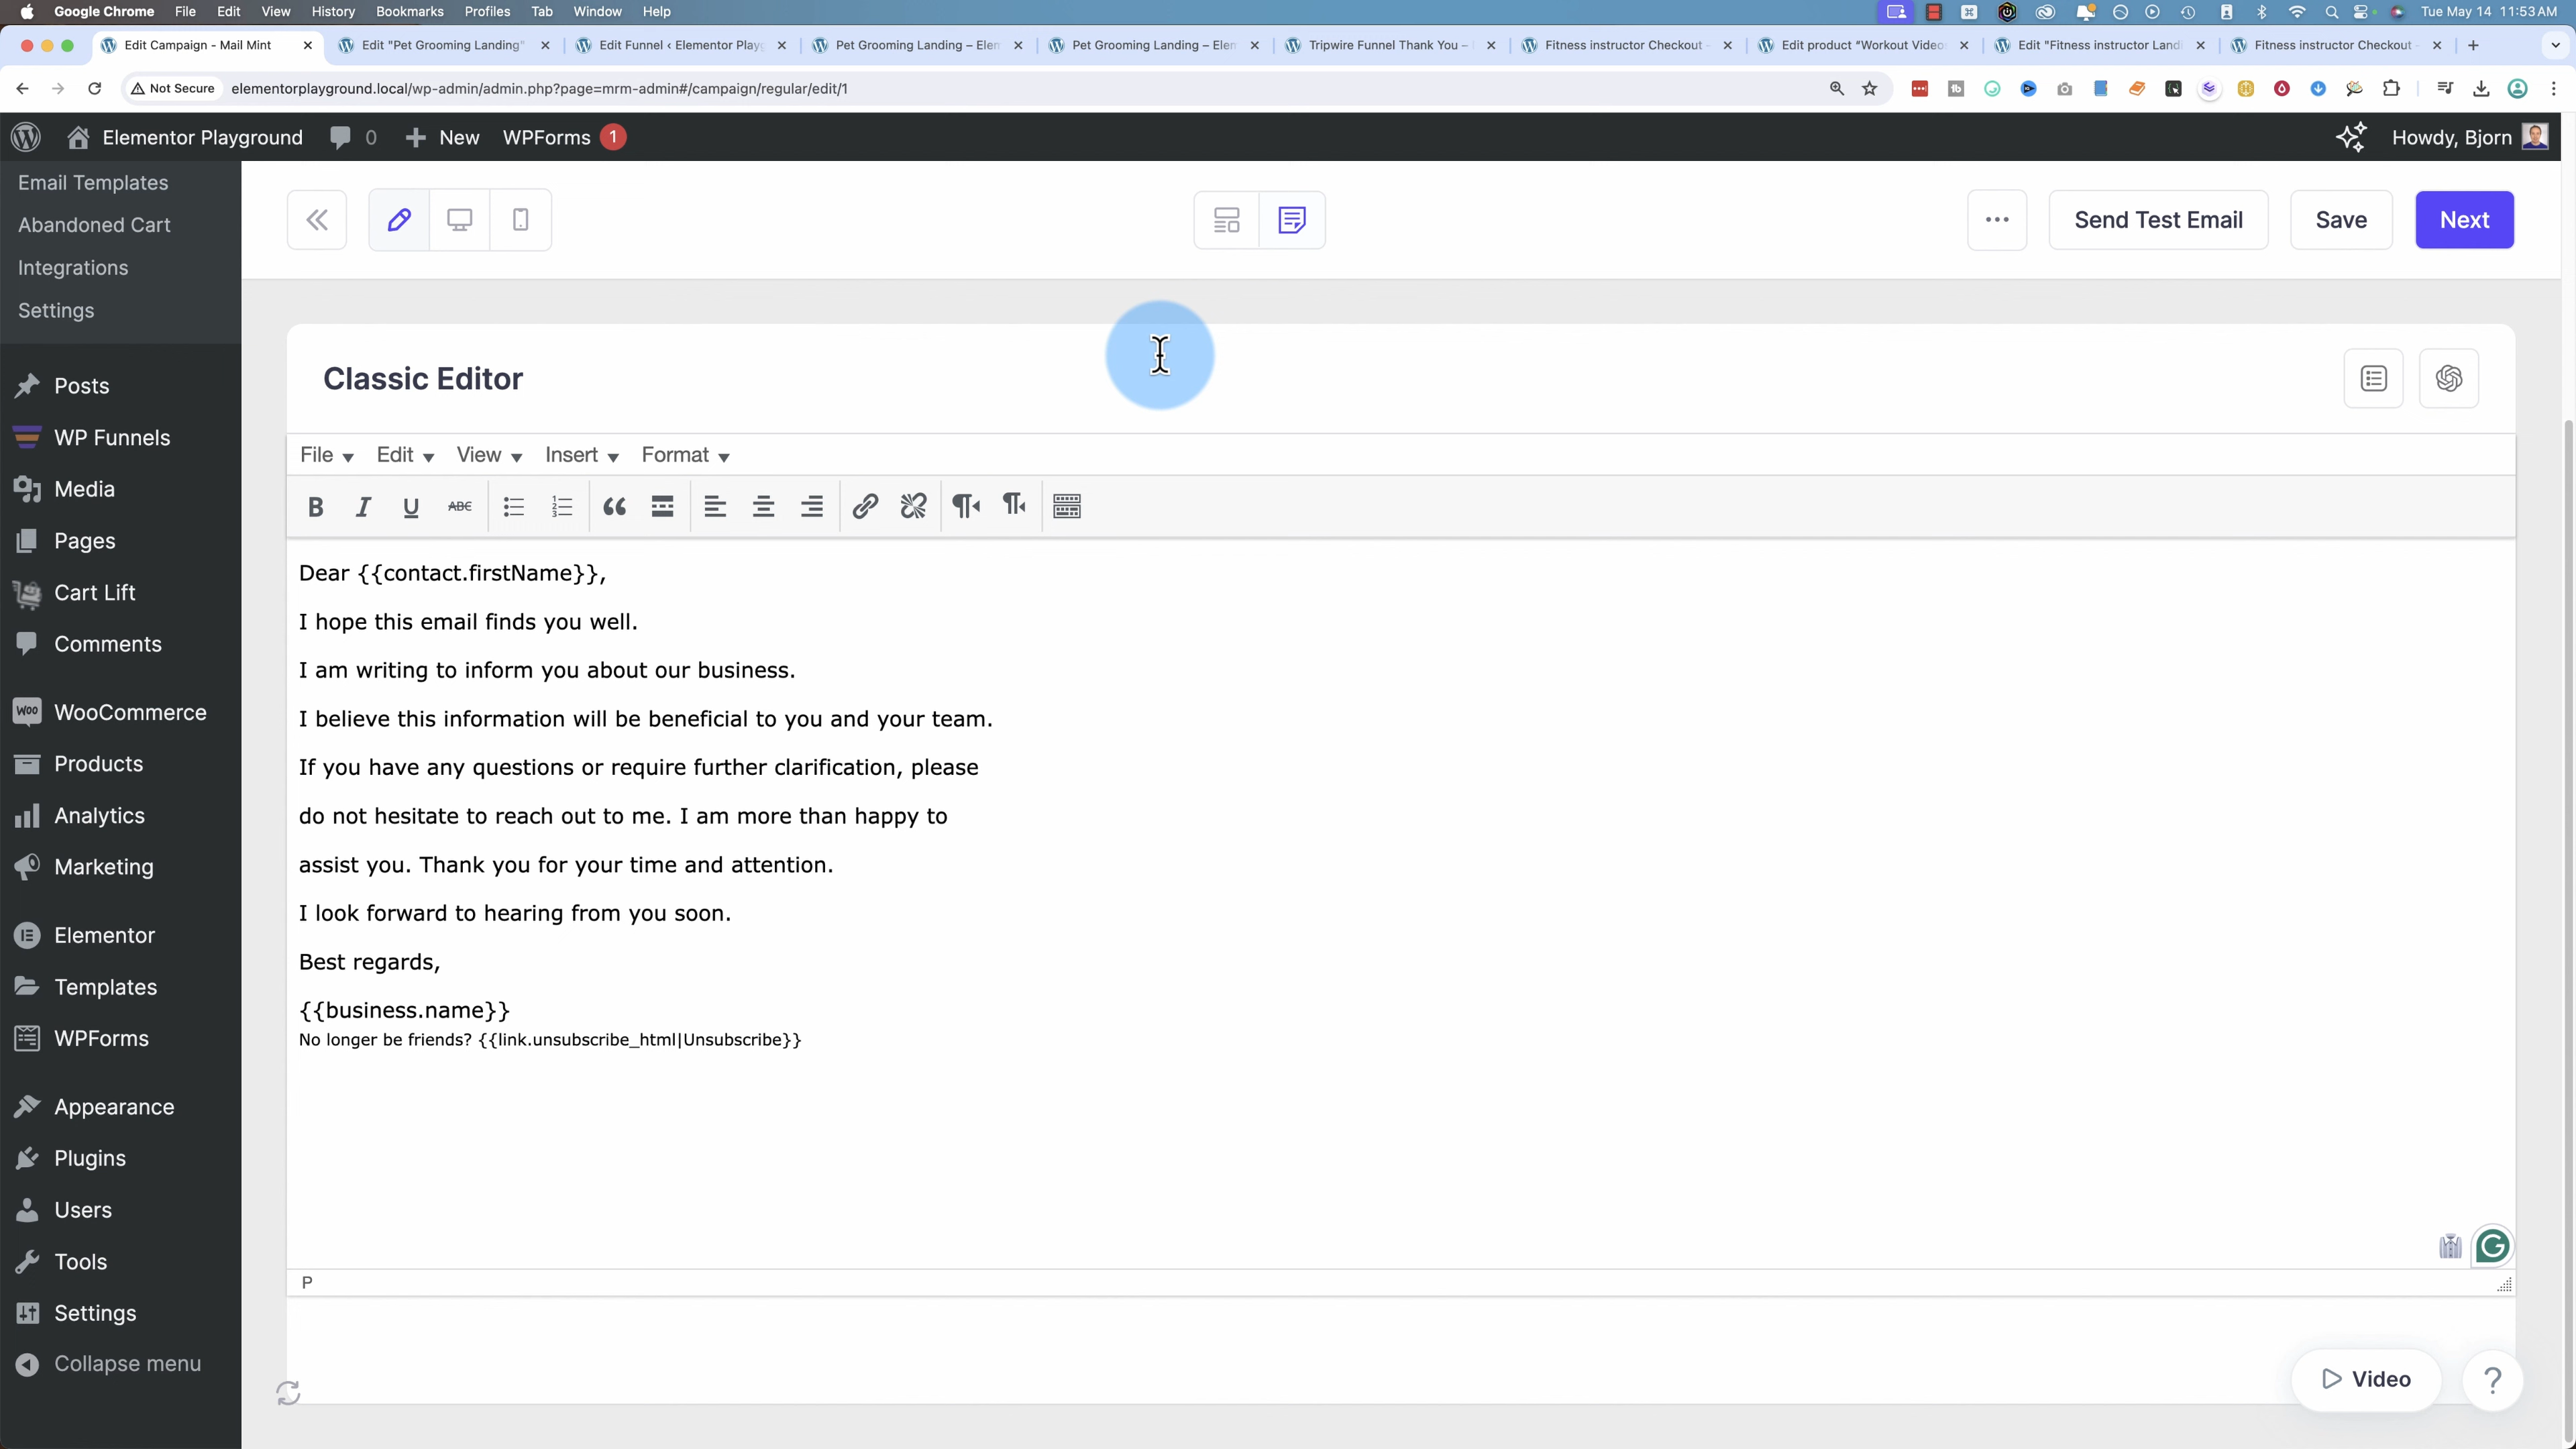 Google Chrome File Edit View History Bookmarks Profiles Tab Window Help Tue May 14 11:53 AM
Edit Campaign - Mail Mint Edit "Pet Grooming Landing" Edit Funnel ‹ Elementor Play Pet Grooming Landing – Elem Pet Grooming Landing – Elem Tripwire Funnel Thank You – Fitness instructor Checkout - Edit product "Workout Video Edit "Fitness instructor Land Fitness instructor Checkout -
Not Secure elementorplayground.local/wp-admin/admin.php?page=mrm-admin#/campaign/regular/edit/1
Elementor Playground 0 New WPForms 1 Howdy, Bjorn
Email Templates
Abandoned Cart
Integrations
Settings
Posts
WP Funnels
Media
Pages
Cart Lift
Comments
WooCommerce
Products
Analytics
Marketing
Elementor
Templates
WPForms
Appearance
Plugins
Users
Tools
Settings
Collapse menu
Send Test Email Save Next
Classic Editor
File Edit View Insert Format
B I U ABC
Dear {{contact.firstName}},
I hope this email finds you well.
I am writing to inform you about our business.
I believe this information will be beneficial to you and your team.
If you have any questions or require further clarification, please
do not hesitate to reach out to me. I am more than happy to
assist you. Thank you for your time and attention.
I look forward to hearing from you soon.
Best regards,
{{business.name}}
No longer be friends? {{link.unsubscribe_html|Unsubscribe}}
P
Video ?